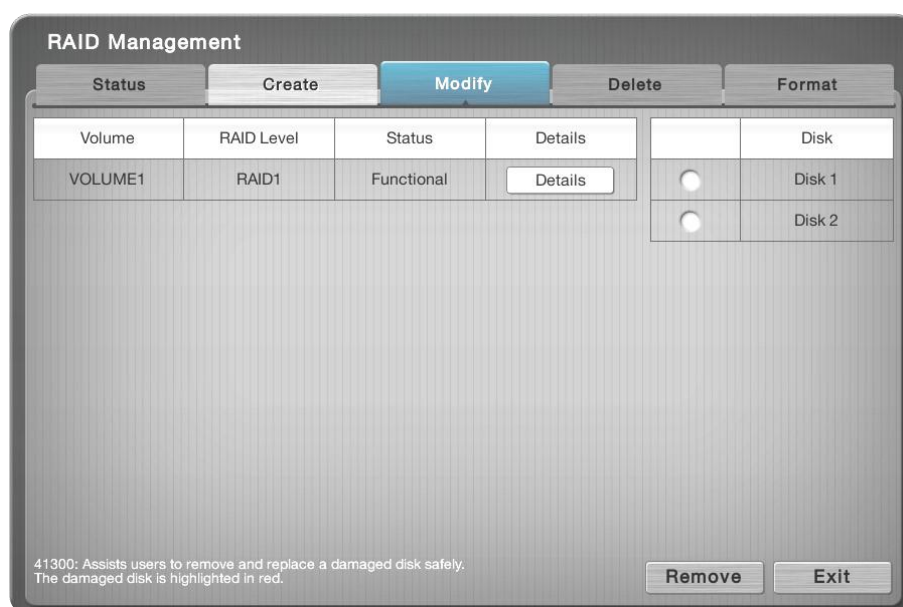 RAID Management
Status Create Modify Delete Format
Volume RAID Level Status Details Disk
VOLUME1 RAID1 Functional Details Disk 1
Disk 2
41300: Assists users to remove and replace a damaged disk safely.
The damaged disk is highlighted in red.
Remove Exit